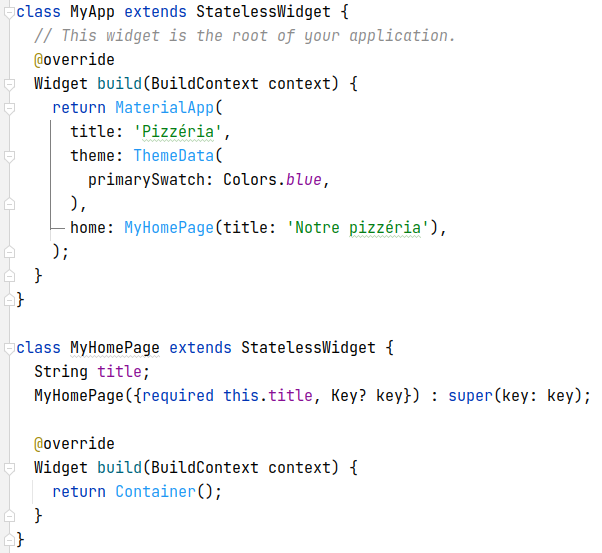 class MyApp extends StatelessWidget {
  // This widget is the root of your application.
  @override
  Widget build(BuildContext context) {
    return MaterialApp(
      title: 'Pizzéria',
      theme: ThemeData(
        primarySwatch: Colors.blue,
      ),
      home: MyHomePage(title: 'Notre pizzéria'),
    );
  }
}

class MyHomePage extends StatelessWidget {
  String title;
  MyHomePage({required this.title, Key? key}) : super(key: key);

  @override
  Widget build(BuildContext context) {
    return Container();
  }
}